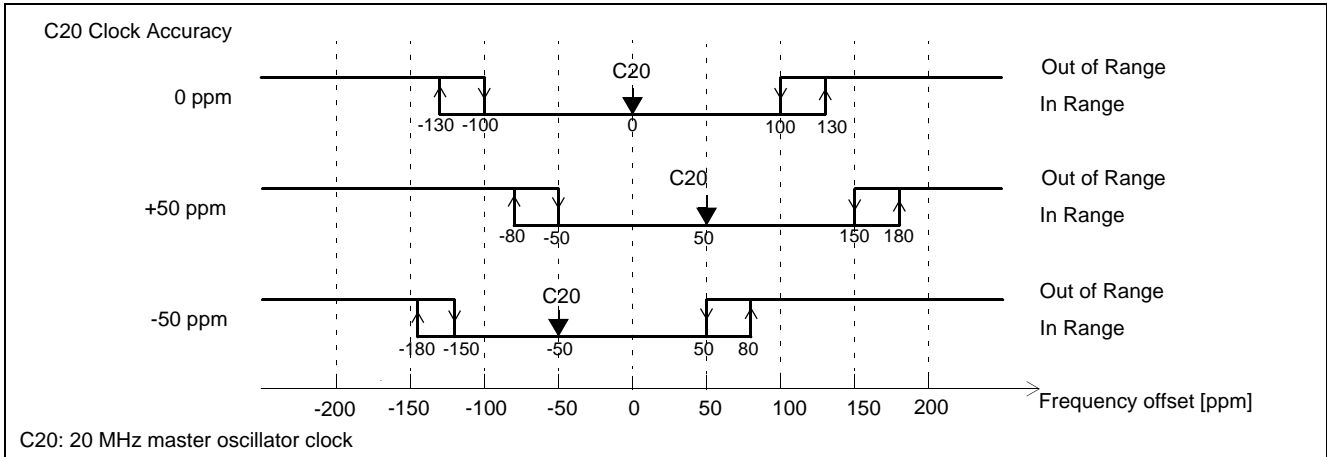 C20 Clock Accuracy
C20
Out of Range
0 ppm
In Range
-130 -100 0 100 130
C20
Out of Range
+50 ppm
In Range
-80 -50 50 150 180
C20
Out of Range
-50 ppm
In Range
-180 -150 -50 50 80
-200 -150 -100 -50 0 50 100 150 200
Frequency offset [ppm]
C20: 20 MHz master oscillator clock